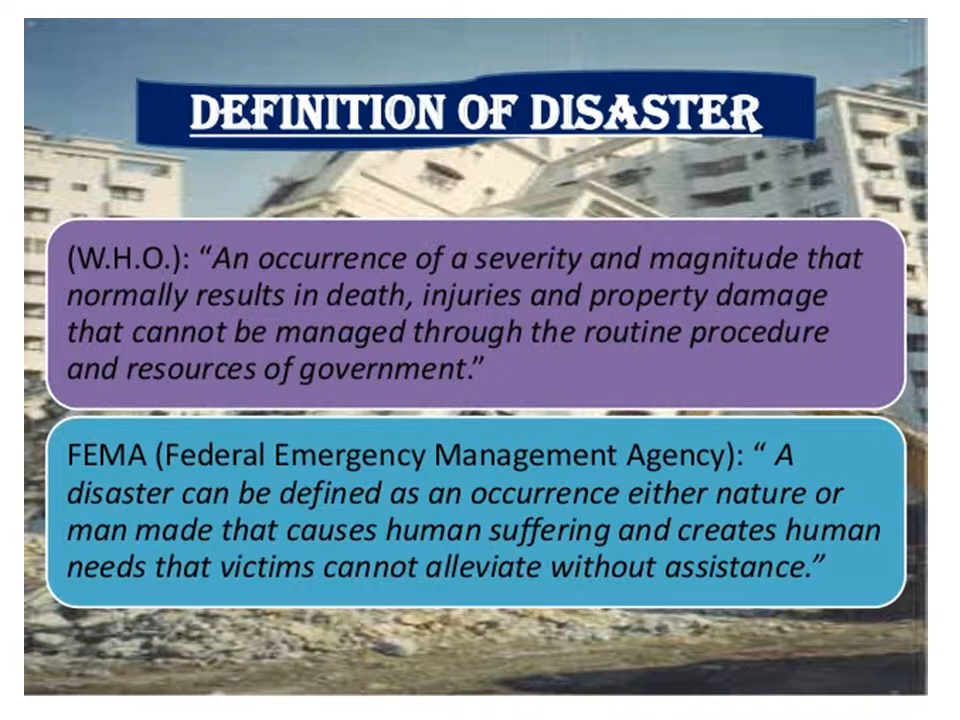 DEFINITION OF DISASTER
(W.H.O.): “An occurrence of a severity and magnitude that
normally results in death, injuries and property damage
that cannot be managed through the routine procedure
and resources of government.”
FEMA (Federal Emergency Management Agency): “ A
disaster can be defined as an occurrence either nature or
man made that causes human suffering and creates human
needs that victims cannot alleviate without assistance.”